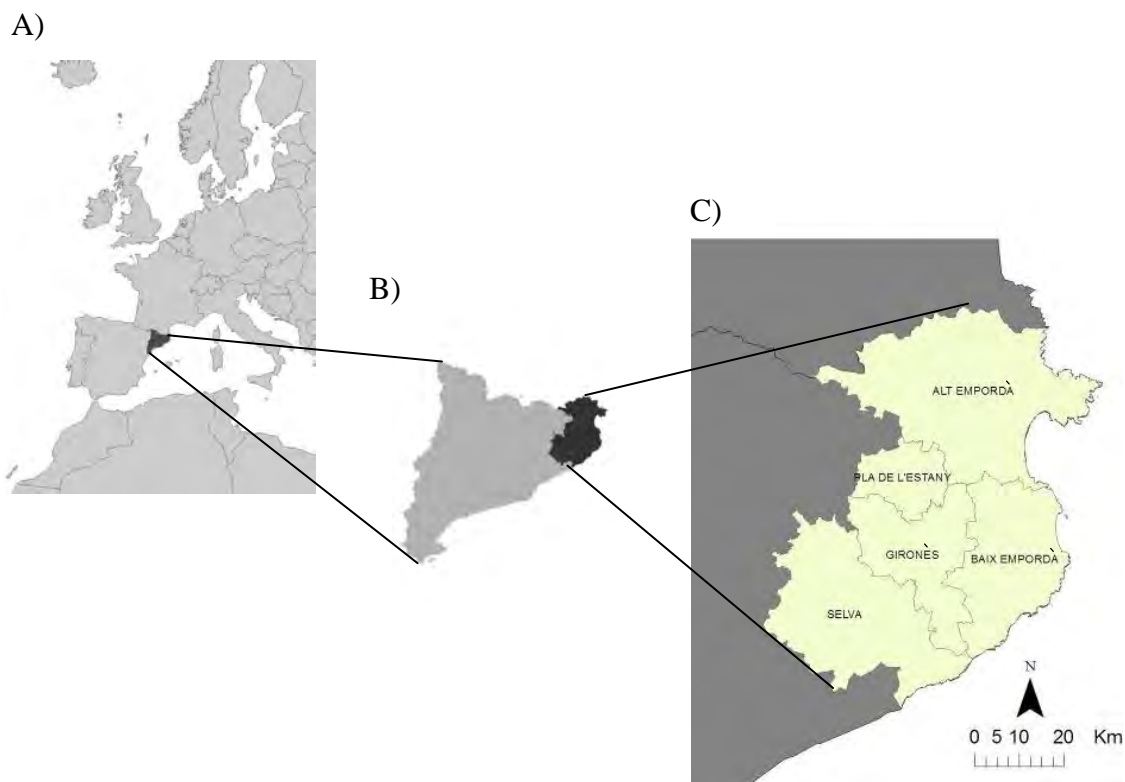 A)
B)
C)
ALT EMPORDÀ
PLA DE L'ESTANY
GIRONÈS
BAIX EMPORDÀ
SELVA
N
0 5 10 20 Km